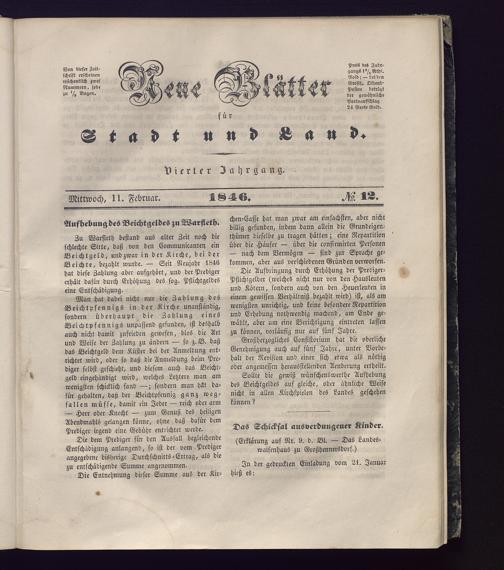 Von dieser Zeit-
schrift erscheinen
wöchentlich zwei
Nummern, jede
zu ½ Bogen.
Neue Blätter
Preis des Jahr-
gangs 1½ Rthl.
Gold; — bei den
Großh. Oldenb.
Posten beträgt
der gewöhnliche
Portoaufschlag
24 Grote Gold.
für
Stadt und Land.
Vierter Jahrgang.
Mittwoch, 11. Februar. 1846. № 12.
Aufhebung des Beichtgeldes zu Warfleth.
Zu Warfleth bestand aus alter Zeit noch die
schlechte Sitte, daß von den Communicanten ein
Beichtgeld, und zwar in der Kirche, bei der
Beichte, bezahlt wurde. — Seit Neujahr 1846
hat diese Zahlung aber aufgehört, und der Prediger
erhält dafür durch Erhöhung des sog. Pflichtgeldes
eine Entschädigung.
Man hat dabei nicht nur die Zahlung des
Beichtpfennigs in der Kirche unanständig,
sondern überhaupt die Zahlung eines
Beichtpfennigs unpassend gefunden, ist deshalb
auch nicht damit zufrieden gewesen, blos die Art
und Weise der Zahlung zu ändern — so z. B. daß
das Beichtgeld dem Küster bei der Anmeldung ent-
richtet wird, oder so daß die Anmeldung beim Pre-
diger selbst geschieht, und diesem auch das Beicht-
geld eingehändigt wird, welches Letztere man am
wenigsten schicklich fand — sondern man hat da-
für gehalten, daß der Beichtpfennig ganz weg-
fallen müsse, damit ein Jeder — reich oder arm
— Herr oder Knecht — zum Genuß des heiligen
Abendmahls gelangen könne, ohne daß dafür dem
Prediger irgend eine Gebühr entrichtet werde.
Die dem Prediger für den Ausfall beizulegende
Entschädigung anlangend, so ist der vom Prediger
angegebene bisherige Durchschnitts-Ertrag, als die
zu entschädigende Summe angenommen.
Die Entnehmung dieser Summe aus der Kir-
chen-Casse hat man zwar am einfachsten, aber nicht
billig gefunden, indem dann allein die Grundeigen-
thümer dieselbe zu tragen hätten; eine Repartition
über die Häuser — über die confirmirten Personen
— nach dem Vermögen — sind zur Sprache ge-
kommen, aber aus verschiedenen Gründen verworfen.
Die Aufbringung durch Erhöhung der Prediger-
Pflichtgelder (welches nicht nur von den Hausleuten
und Kötern, sondern auch von den Heuerleuten in
einem gewissen Verhältniß bezahlt wird) ist, als am
wenigsten unrichtig, und keine besondere Repartition
und Erhebung nothwendig machend, am Ende ge-
wählt, aber um eine Berichtigung eintreten lassen
zu können, vorläufig nur auf fünf Jahre.
Großherzogliches Consistorium hat die oberliche
Genehmigung auch auf fünf Jahre, unter Vorbe-
halt der Revision und einer sich etwa als nöthig
oder angemessen herausstellenden Aenderung ertheilt.
Sollte die gewiß wünschenswerthe Aufhebung
des Beichtgeldes auf gleiche, oder ähnliche Weise
nicht in allen Kirchspielen des Landes geschehen
können?
Das Schicksal ausverdungener Kinder.
(Erklärung aus Nr. 9. d. Bl. — Das Landes-
waisenhaus zu Großhennersdorf.)
In der gedruckten Einladung vom 21. Januar
hieß es: